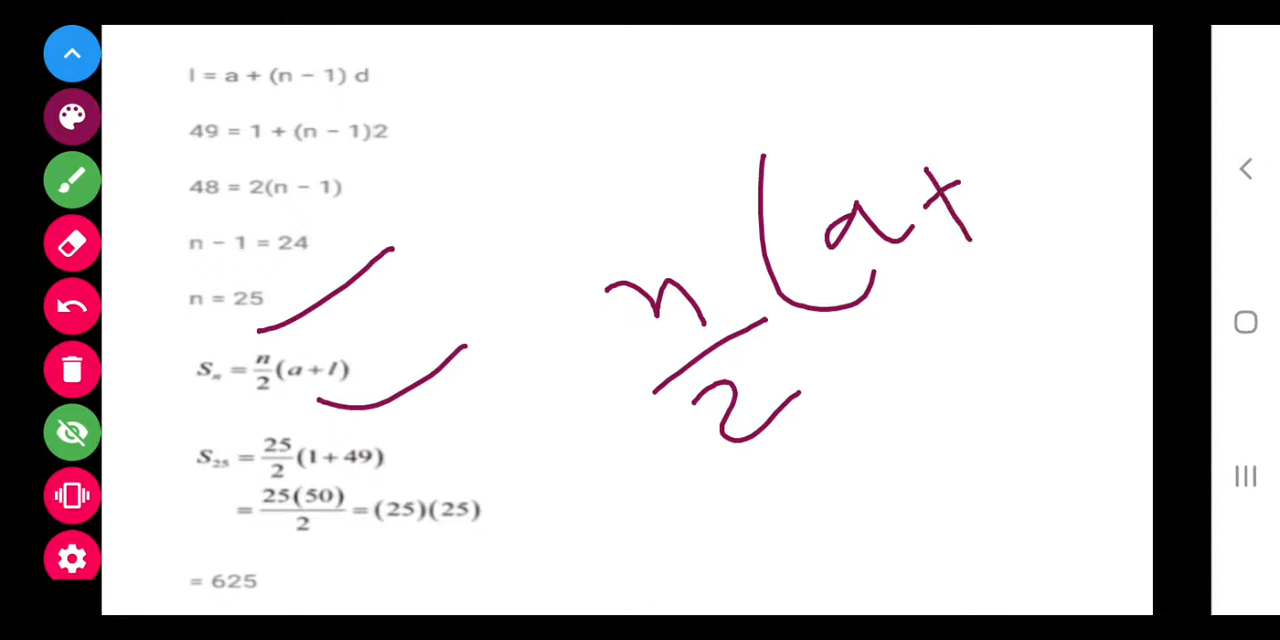 l = a + (n − 1) d
49 = 1 + (n − 1)2
48 = 2(n − 1)
n − 1 = 24
n = 25
Sₙ = n/2 (a + l)
S₂₅ = 25/2 (1 + 49)
= 25(50)/2 = (25)(25)
= 625
n/2 (a+